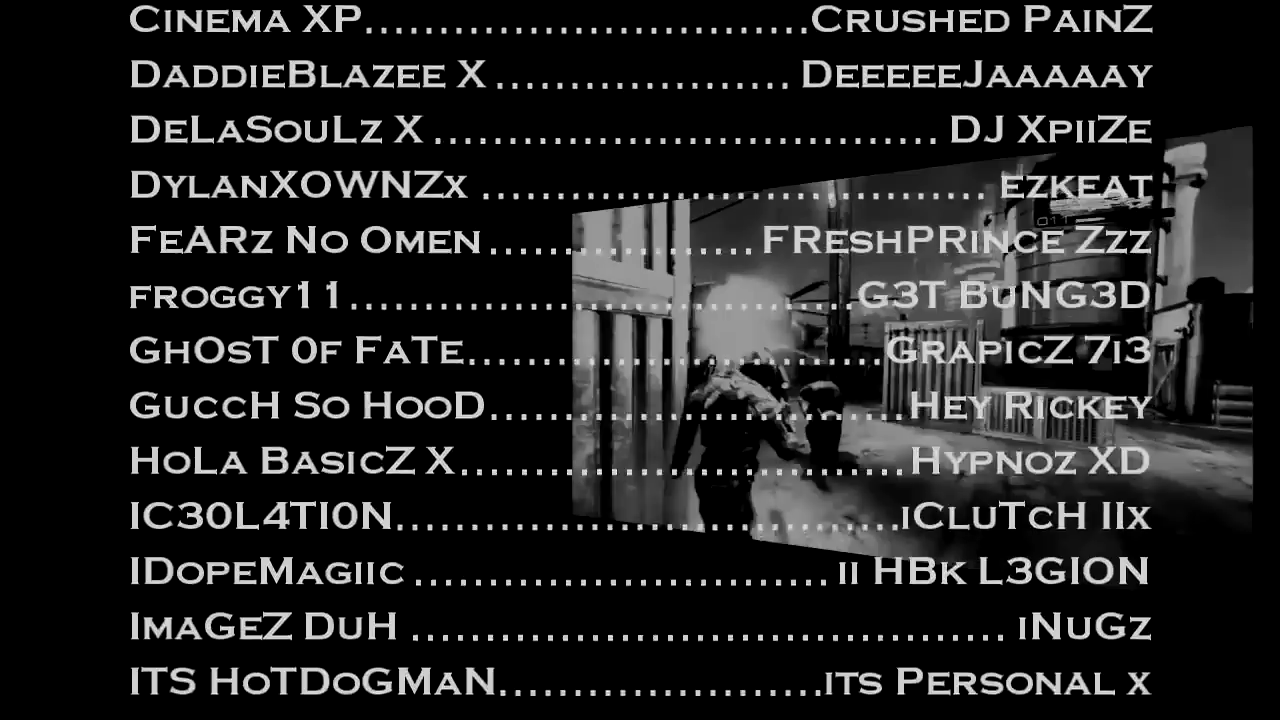 Cinema XP..............................Crushed PainZ
DaddieBlazee X ................... DeeeeeJaaaaay
DeLaSouLz X ................................. DJ XpiiZe
DylanXOWNZx ................................. ezkeat
FeARz No Omen.................FReshPRince Zzz
froggy11.................................G3T BuNG3D
GhOsT 0f FaTe...........................GrapicZ 7i3
GuccH So HooD...........................Hey Rickey
HoLa BasicZ X.............................Hypnoz XD
IC30L4TI0N.................................iCluTcH IIx
IDopeMagiic ........................... ii HBk L3GION
ImaGeZ DuH ....................................... iNuGz
ITS HoTDoGMaN.....................its Personal x